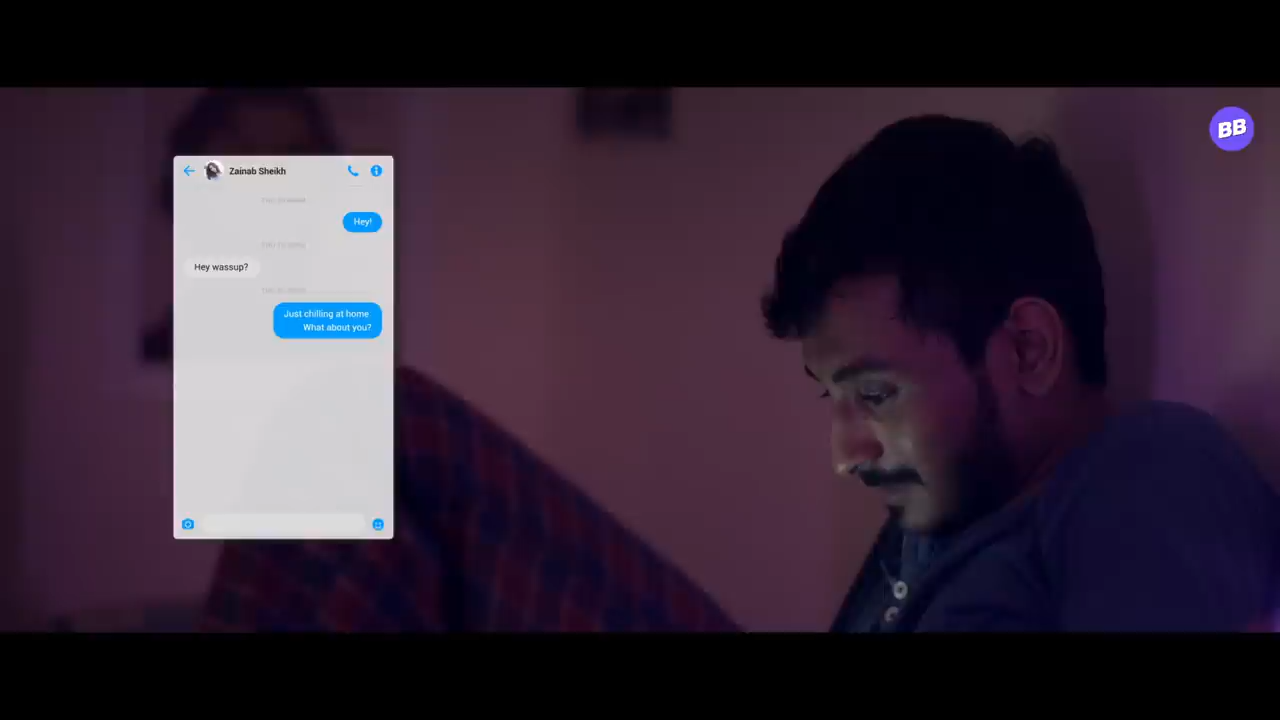 BB
Zainab Sheikh
Hey!
Hey wassup?
Just chilling at home
What about you?